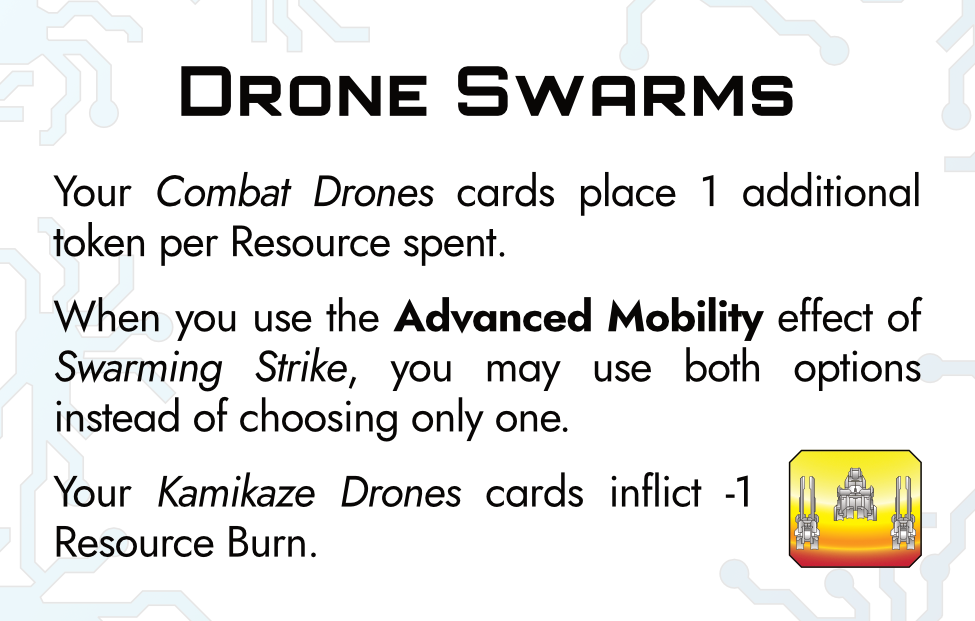 Drone Swarms
Your Combat Drones cards place 1 additional
token per Resource spent.
When you use the Advanced Mobility effect of
Swarming Strike, you may use both options
instead of choosing only one.
Your Kamikaze Drones cards inflict -1
Resource Burn.